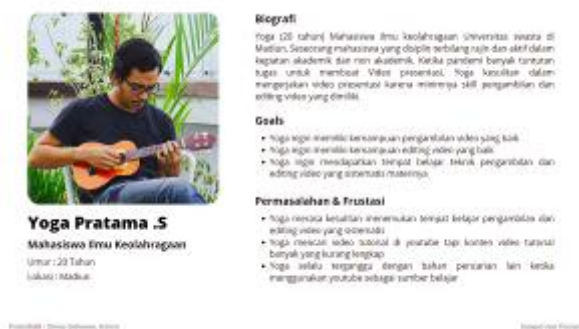 Yoga Pratama .S
Mahasiswa Ilmu Keolahragaan
Umur : 20 Tahun
Lokasi : Madiun
Biografi
Yoga (20 tahun) Mahasiswa ilmu keolahragaan Universitas swasta di
Madiun. Seseorang mahasiswa yang disiplin terbilang rajin dan aktif dalam
kegiatan akademik dan non akademik. Ketika pandemi banyak tuntutan
tugas untuk membuat Video presentasi, Yoga kesulitan dalam
mengerjakan video presentasi karena minimnya skill pengambilan dan
editing video yang dimiliki.
Goals
• Yoga ingin memiliki kemampuan pengambilan video yang baik
• Yoga ingin memiliki kemampuan editing video yang baik
• Yoga ingin mendapatkan tempat belajar teknik pengambilan dan
editing video yang sistematis materinya
Permasalahan & Frustasi
• Yoga merasa kesulitan menemukan tempat belajar pengambilan dan
editing video yang sistematis
• Yoga mencari video tutorial di youtube tapi konten video tutorial
banyak yang kurang lengkap
• Yoga selalu terganggu dengan bahan pencarian lain ketika
menggunakan youtube sebagai sumber belajar